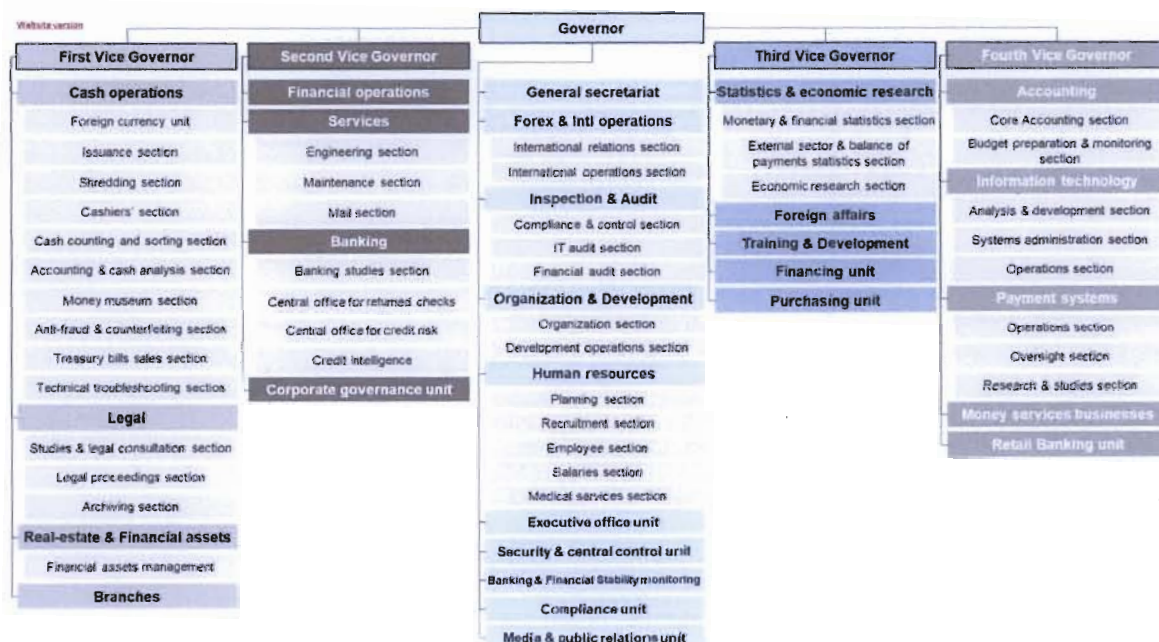 Website version
Governor
First Vice Governor
Cash operations
Foreign currency unit
Issuance section
Shredding section
Cashiers' section
Cash counting and sorting section
Accounting & cash analysis section
Money museum section
Anti-fraud & counterfeiting section
Treasury bills sales section
Technical troubleshooting section
Legal
Studies & legal consultation section
Legal proceedings section
Archiving section
Real-estate & Financial assets
Financial assets management
Branches
Second Vice Governor
Financial operations
Services
Engineering section
Maintenance section
Mail section
Banking
Banking studies section
Central office for returned checks
Central office for credit risk
Credit Intelligence
Corporate governance unit
General secretariat
Forex & Intl operations
International relations section
International operations section
Inspection & Audit
Compliance & control section
IT audit section
Financial audit section
Organization & Development
Organization section
Development operations section
Human resources
Planning section
Recruitment section
Employee section
Salaries section
Medical services section
Executive office unit
Security & central control unit
Banking & Financial Stability monitoring
Compliance unit
Media & public relations unit
Third Vice Governor
Statistics & economic research
Monetary & financial statistics section
External sector & balance of
payments statistics section
Economic research section
Foreign affairs
Training & Development
Financing unit
Purchasing unit
Fourth Vice Governor
Accounting
Core Accounting section
Budget preparation & monitoring
section
Information technology
Analysis & development section
Systems administration section
Operations section
Payment systems
Operations section
Oversight section
Research & studies section
Money services businesses
Retail Banking unit